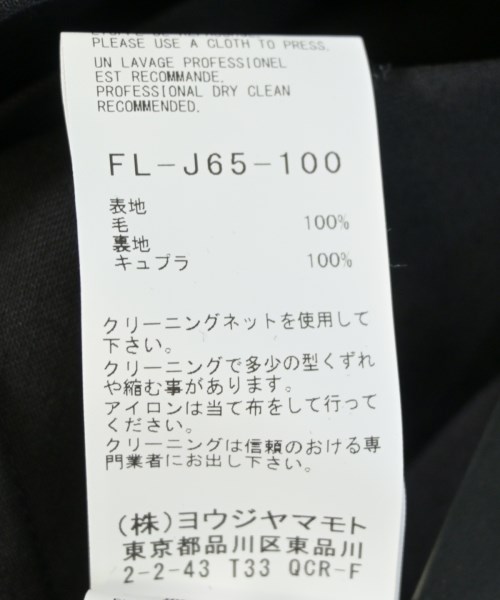 PLEASE USE A CLOTH TO PRESS.
UN LAVAGE PROFESSIONEL
EST RECOMMANDE.
PROFESSIONAL DRY CLEAN
RECOMMENDED.
FL-J65-100
表地
毛 100%
裏地
キュプラ 100%
クリーニングネットを使用して
下さい。
クリーニングで多少の型くずれ
や縮む事があります。
アイロンは当て布をして行って
ください。
クリーニングは信頼のおける専
門業者にお出し下さい。
(株)ヨウジヤマモト
東京都品川区東品川
2-2-43 T33 QCR-F